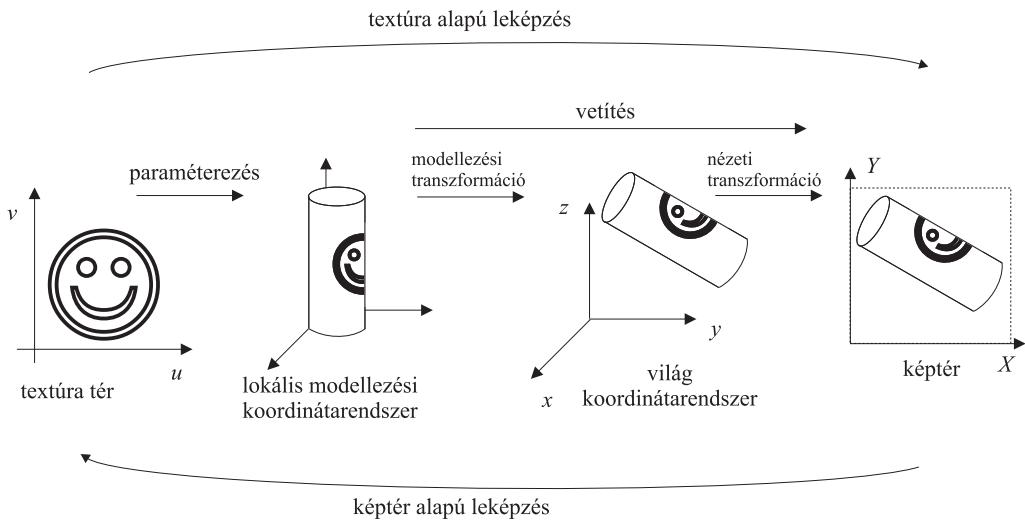 textúra alapú leképzés
vetítés
paraméterezés
modellezési
transzformáció
nézeti
transzformáció
v
u
textúra tér
lokális modellezési
koordinátarendszer
z
y
x
világ
koordinátarendszer
Y
X
képtér
képtér alapú leképzés